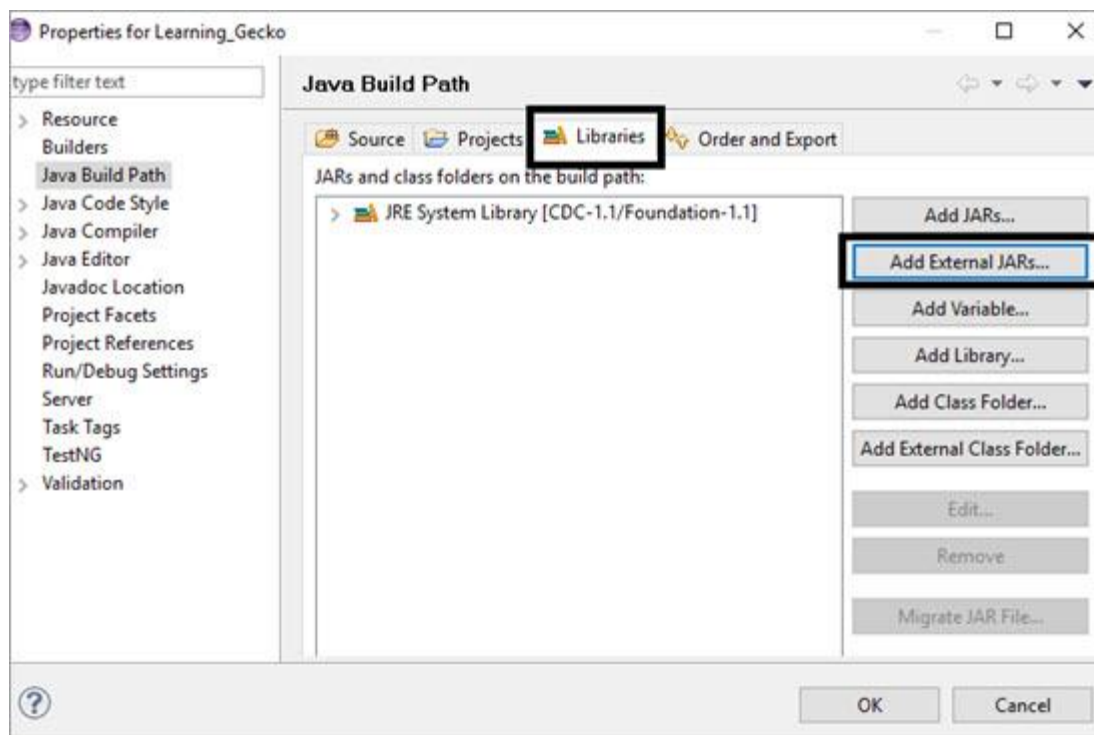 Properties for Learning_Gecko
type filter text
Resource
Builders
Java Build Path
Java Code Style
Java Compiler
Java Editor
Javadoc Location
Project Facets
Project References
Run/Debug Settings
Server
Task Tags
TestNG
Validation
Java Build Path
Source Projects Libraries Order and Export
JARs and class folders on the build path:
JRE System Library [CDC-1.1/Foundation-1.1]
Add JARs...
Add External JARs...
Add Variable...
Add Library...
Add Class Folder...
Add External Class Folder...
Edit...
Remove
Migrate JAR File...
OK Cancel